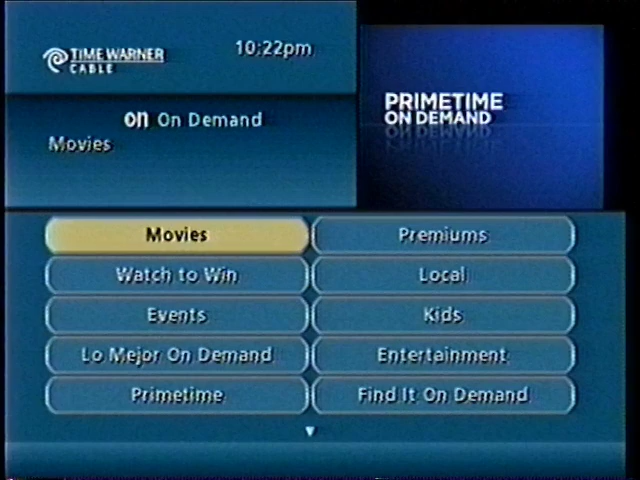 TIME WARNER
CABLE
10:22pm
on On Demand
Movies
PRIMETIME
ON DEMAND
Movies
Premiums
Watch to Win
Local
Events
Kids
Lo Mejor On Demand
Entertainment
Primetime
Find It On Demand